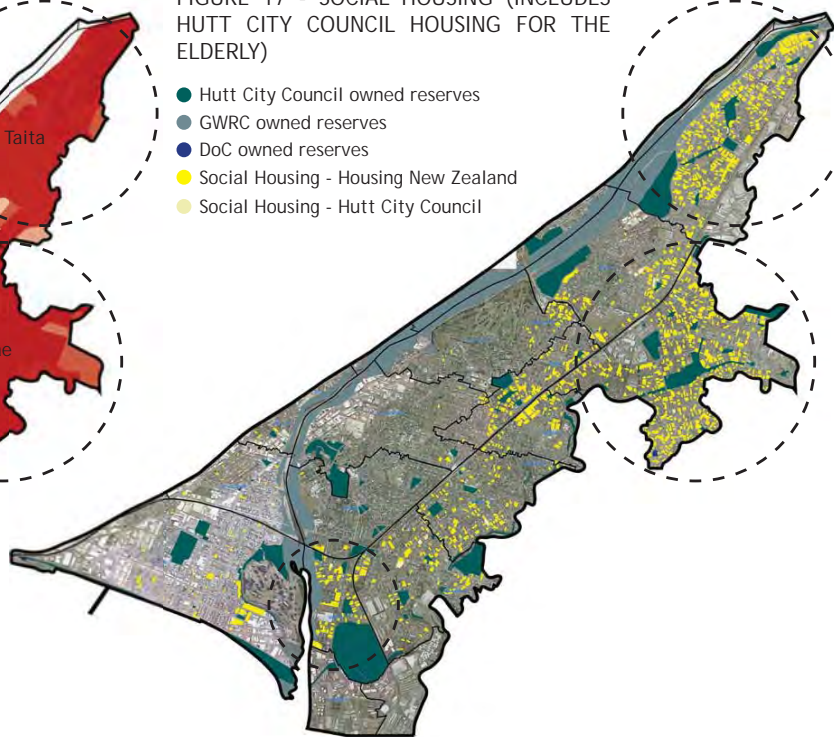 FIGURE 17 - SOCIAL HOUSING (INCLUDES
HUTT CITY COUNCIL HOUSING FOR THE
ELDERLY)
Hutt City Council owned reserves
GWRC owned reserves
DoC owned reserves
Social Housing - Housing New Zealand
Social Housing - Hutt City Council
Taita